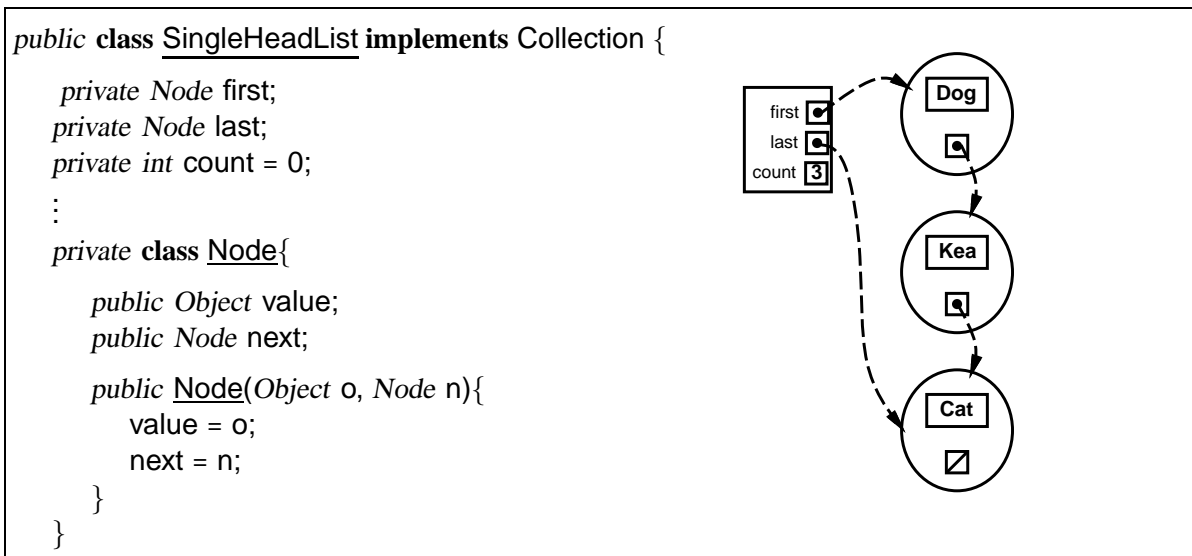 public class SingleHeadList implements Collection {
private Node first;
private Node last;
private int count = 0;
⋮
private class Node{
public Object value;
public Node next;
public Node(Object o, Node n){
value = o;
next = n;
}
}
first
last
count 3
Dog
Kea
Cat